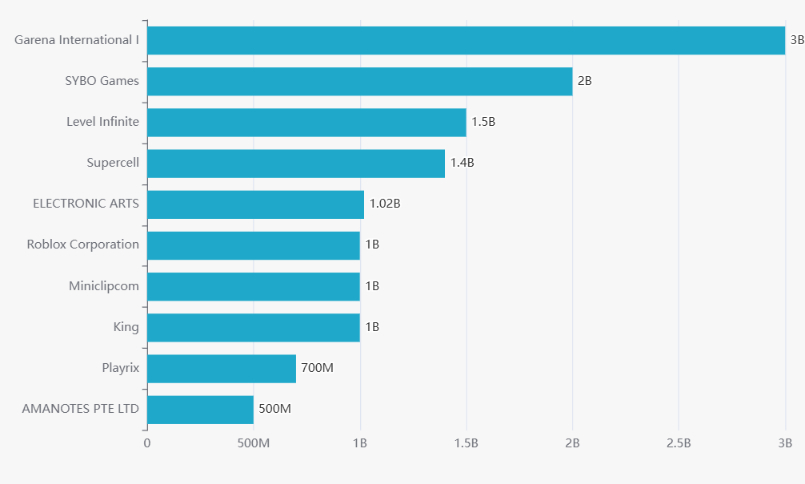 Garena International I 3B
SYBO Games 2B
Level Infinite 1.5B
Supercell 1.4B
ELECTRONIC ARTS 1.02B
Roblox Corporation 1B
Miniclipcom 1B
King 1B
Playrix 700M
AMANOTES PTE LTD 500M
0 500M 1B 1.5B 2B 2.5B 3B